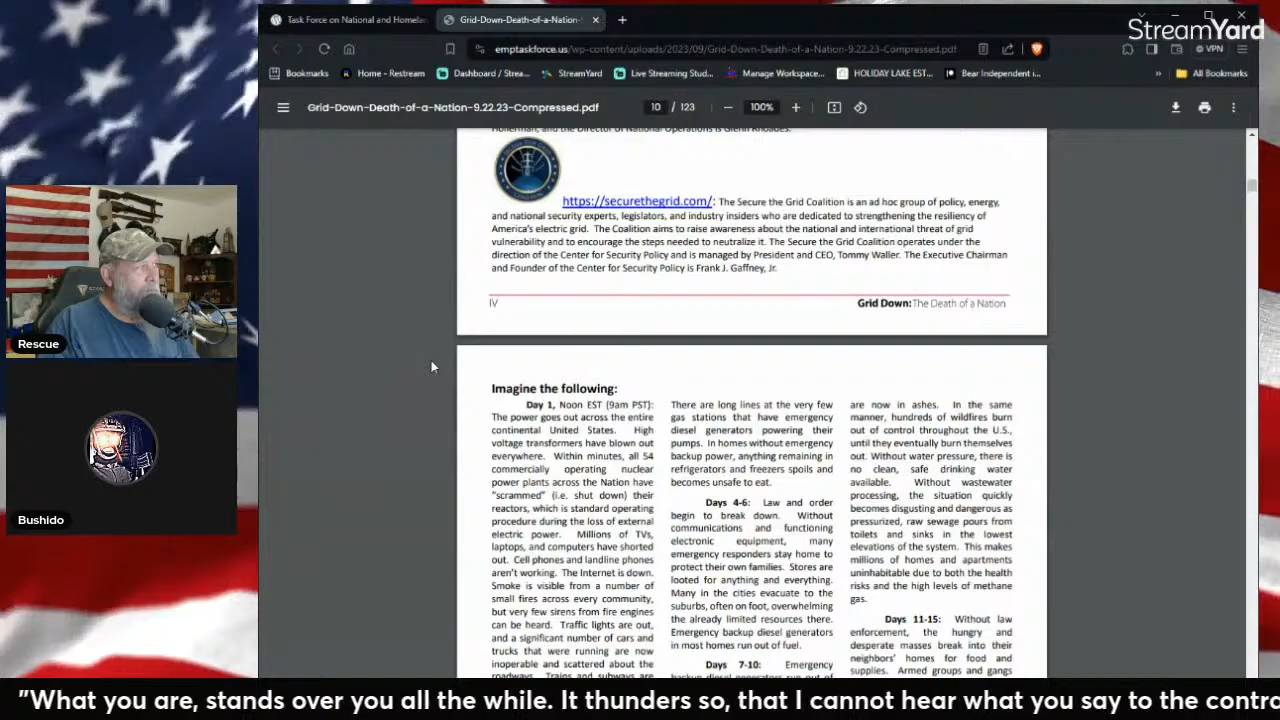 StreamYard
Task Force on National and Homelan
Grid-Down-Death-of-a-Nation-
emptaskforce.us/wp-content/uploads/2023/09/Grid-Down-Death-of-a-Nation-9.22.23-Compressed.pdf
VPN
Bookmarks
Home - Restream
Dashboard / Strea...
StreamYard
Live Streaming Stud...
Manage Workspace...
HOLIDAY LAKE EST...
Bear Independent i...
»
All Bookmarks
Grid-Down-Death-of-a-Nation-9.22.23-Compressed.pdf
10 / 123
100%
Hollerman, and the Director of National Operations is Glenn Rhoades.
https://securethegrid.com/: The Secure the Grid Coalition is an ad hoc group of policy, energy,
and national security experts, legislators, and industry insiders who are dedicated to strengthening the resiliency of
America's electric grid. The Coalition aims to raise awareness about the national and international threat of grid
vulnerability and to encourage the steps needed to neutralize it. The Secure the Grid Coalition operates under the
direction of the Center for Security Policy and is managed by President and CEO, Tommy Waller. The Executive Chairman
and Founder of the Center for Security Policy is Frank J. Gaffney, Jr.
IV
Grid Down: The Death of a Nation
Imagine the following:
Day 1, Noon EST (9am PST):
The power goes out across the entire
continental United States. High
voltage transformers have blown out
everywhere. Within minutes, all 54
commercially operating nuclear
power plants across the Nation have
"scrammed" (i.e. shut down) their
reactors, which is standard operating
procedure during the loss of external
electric power. Millions of TVs,
laptops, and computers have shorted
out. Cell phones and landline phones
aren't working. The Internet is down.
Smoke is visible from a number of
small fires across every community,
but very few sirens from fire engines
can be heard. Traffic lights are out,
and a significant number of cars and
trucks that were running are now
inoperable and scattered about the
roadways. Trains and subways are
There are long lines at the very few
gas stations that have emergency
diesel generators powering their
pumps. In homes without emergency
backup power, anything remaining in
refrigerators and freezers spoils and
becomes unsafe to eat.
Days 4-6: Law and order
begin to break down. Without
communications and functioning
electronic equipment, many
emergency responders stay home to
protect their own families. Stores are
looted for anything and everything.
Many in the cities evacuate to the
suburbs, often on foot, overwhelming
the already limited resources there.
Emergency backup diesel generators
in most homes run out of fuel.
Days 7-10: Emergency
backup diesel generators run out of
are now in ashes. In the same
manner, hundreds of wildfires burn
out of control throughout the U.S.,
until they eventually burn themselves
out. Without water pressure, there is
no clean, safe drinking water
available. Without wastewater
processing, the situation quickly
becomes disgusting and dangerous as
pressurized, raw sewage pours from
toilets and sinks in the lowest
elevations of the system. This makes
millions of homes and apartments
uninhabitable due to both the health
risks and the high levels of methane
gas.
Days 11-15: Without law
enforcement, the hungry and
desperate masses break into their
neighbors' homes for food and
supplies. Armed groups and gangs
Rescue
Bushido
"What you are, stands over you all the while. It thunders so, that I cannot hear what you say to the contra